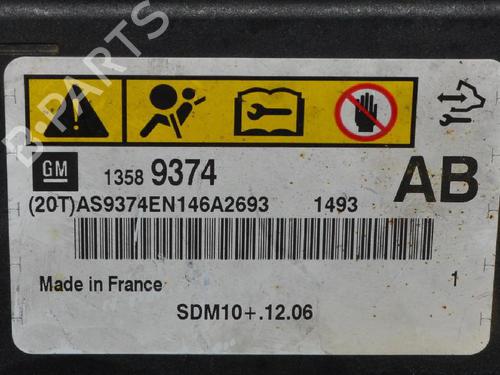 B-PARTS
GM 1358 9374 AB
(20T)AS9374EN146A2693 1493
Made in France 1
SDM10+.12.06